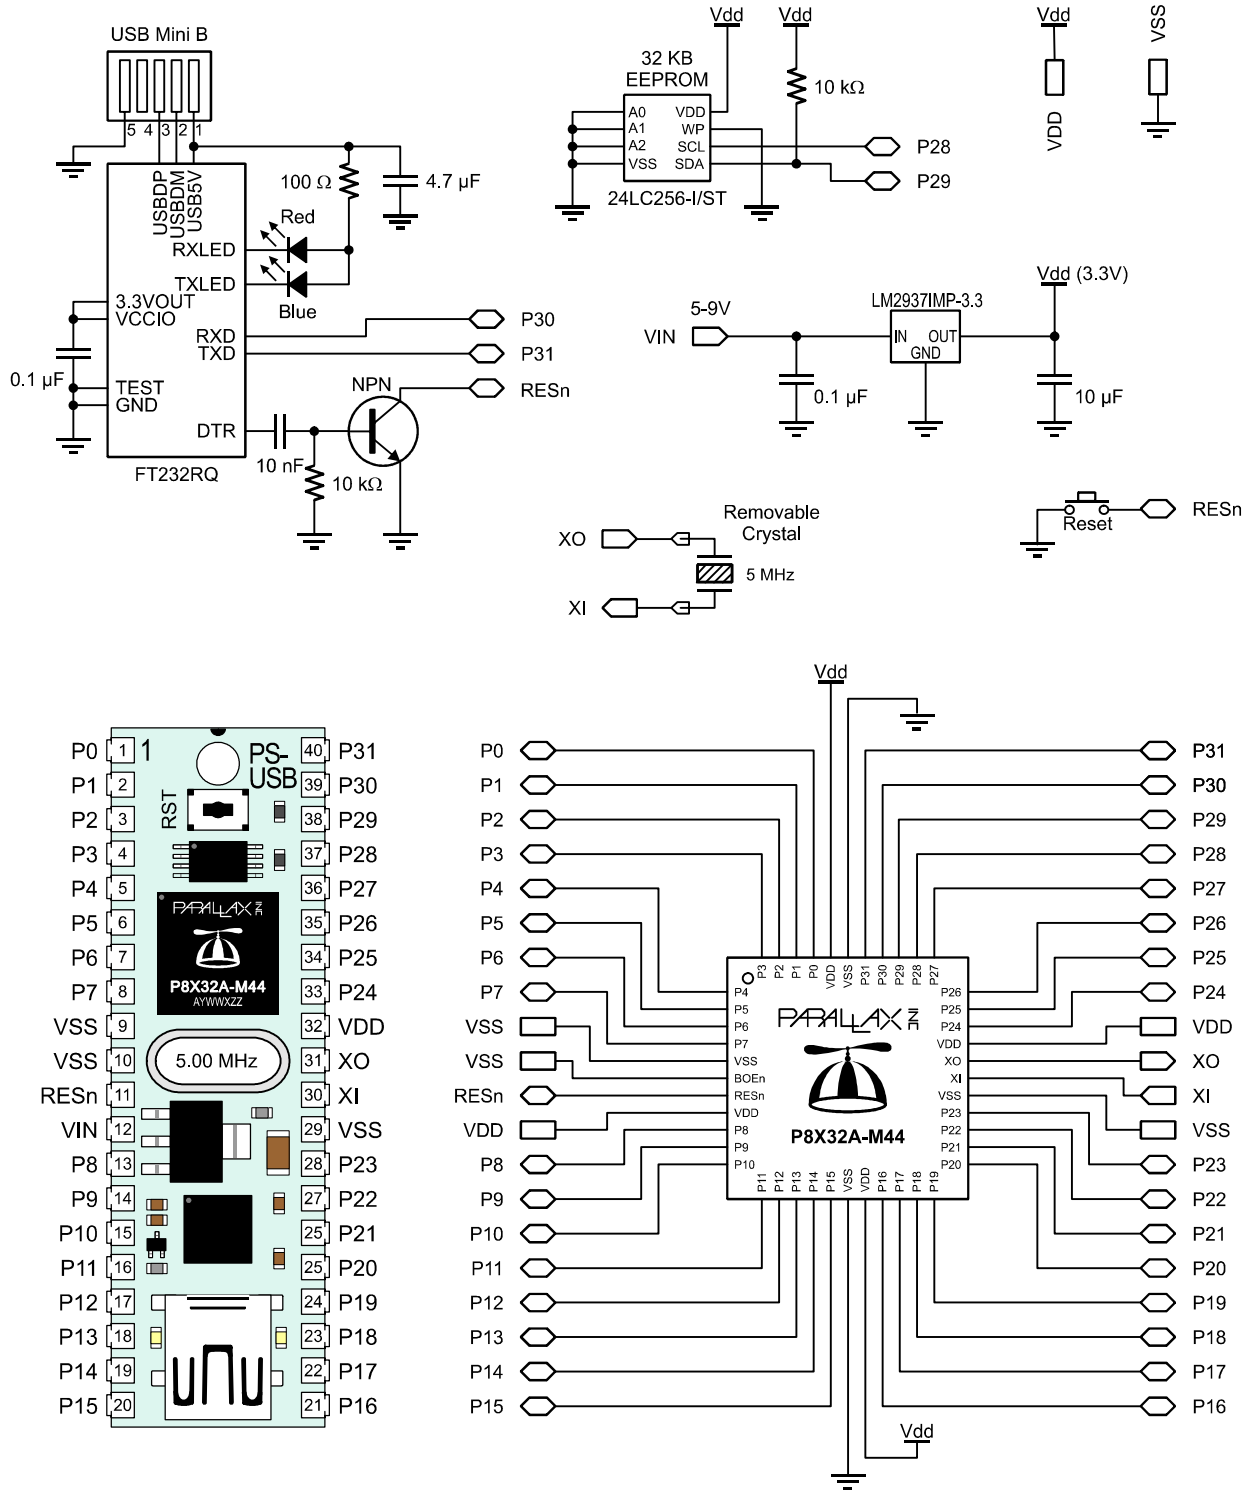 USB Mini B
5 4 3 2 1
USBDP
USBDM
USB5V
100 Ω
4.7 µF
Red
RXLED
TXLED
Blue
3.3VOUT
VCCIO
RXD
TXD
P30
P31
0.1 µF
TEST
GND
NPN
RESn
DTR
10 nF
10 kΩ
FT232RQ
Vdd
Vdd
32 KB
EEPROM
10 kΩ
A0
A1
A2
VSS
VDD
WP
SCL
SDA
P28
P29
24LC256-I/ST
Vdd
VDD
VSS
5-9V
VIN
LM2937IMP-3.3
IN
OUT
GND
Vdd (3.3V)
0.1 µF
10 µF
Removable
Crystal
XO
XI
5 MHz
Reset
RESn
P0 1 1 PS-USB 40 P31
P1 2 39 P30
RST
P2 3 38 P29
P3 4 37 P28
P4 5 36 P27
PARALLAX INC
P5 6 35 P26
P6 7 34 P25
P7 8 P8X32A-M44 33 P24
AYWWXZZ
VSS 9 32 VDD
VSS 10 5.00 MHz 31 XO
RESn 11 30 XI
VIN 12 29 VSS
P8 13 28 P23
P9 14 27 P22
P10 15 25 P21
P11 16 25 P20
P12 17 24 P19
P13 18 23 P18
P14 19 22 P17
P15 20 21 P16
Vdd
P0
P1
P2
P3
P4
P5
P6
P7
VSS
VSS
RESn
VDD
P8
P9
P10
P11
P12
P13
P14
P15
P3 P2 P1 P0 VDD VSS P31 P30 P29 P28 P27
P4
P5
P6
P7
VSS
BOEn
RESn
VDD
P8
P9
P10
PARALLAX INC
P8X32A-M44
P26
P25
P24
VDD
XO
XI
VSS
P23
P22
P21
P20
P11 P12 P13 P14 P15 VSS VDD P16 P17 P18 P19
P31
P30
P29
P28
P27
P26
P25
P24
VDD
XO
XI
VSS
P23
P22
P21
P20
P19
P18
P17
P16
Vdd